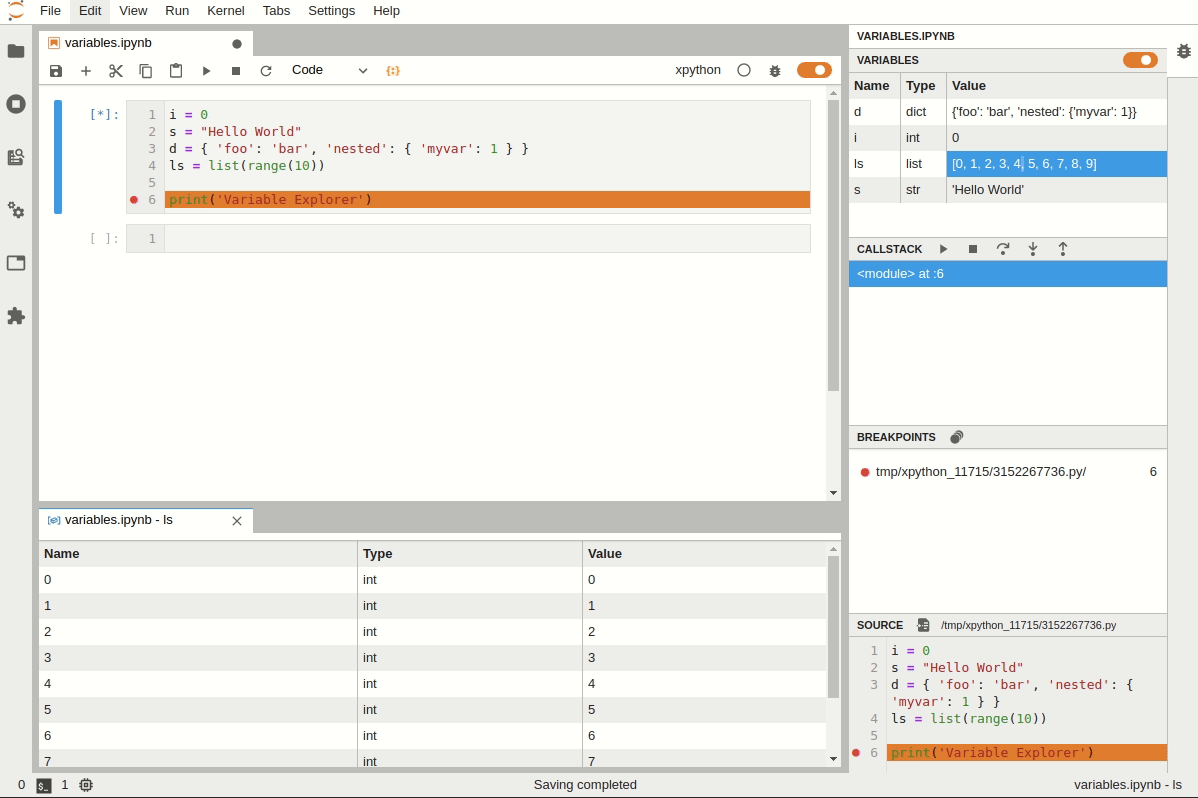 File Edit View Run Kernel Tabs Settings Help
variables.ipynb
Code
xpython
[*]:
1 i = 0
2 s = "Hello World"
3 d = { 'foo': 'bar', 'nested': { 'myvar': 1 } }
4 ls = list(range(10))
5
6 print('Variable Explorer')
[ ]:
1
variables.ipynb - ls
Name Type Value
0 int 0
1 int 1
2 int 2
3 int 3
4 int 4
5 int 5
6 int 6
7 int 7
VARIABLES.IPYNB
VARIABLES
Name Type Value
d dict {'foo': 'bar', 'nested': {'myvar': 1}}
i int 0
ls list [0, 1, 2, 3, 4, 5, 6, 7, 8, 9]
s str 'Hello World'
CALLSTACK
<module> at :6
BREAKPOINTS
tmp/xpython_11715/3152267736.py/ 6
SOURCE /tmp/xpython_11715/3152267736.py
1 i = 0
2 s = "Hello World"
3 d = { 'foo': 'bar', 'nested': {
'myvar': 1 } }
4 ls = list(range(10))
5
6 print('Variable Explorer')
0 $_ 1 Saving completed variables.ipynb - ls